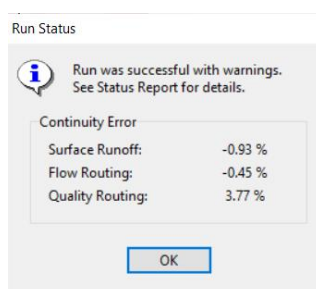 Run Status
Run was successful with warnings.
See Status Report for details.
Continuity Error
Surface Runoff: -0.93 %
Flow Routing: -0.45 %
Quality Routing: 3.77 %
OK